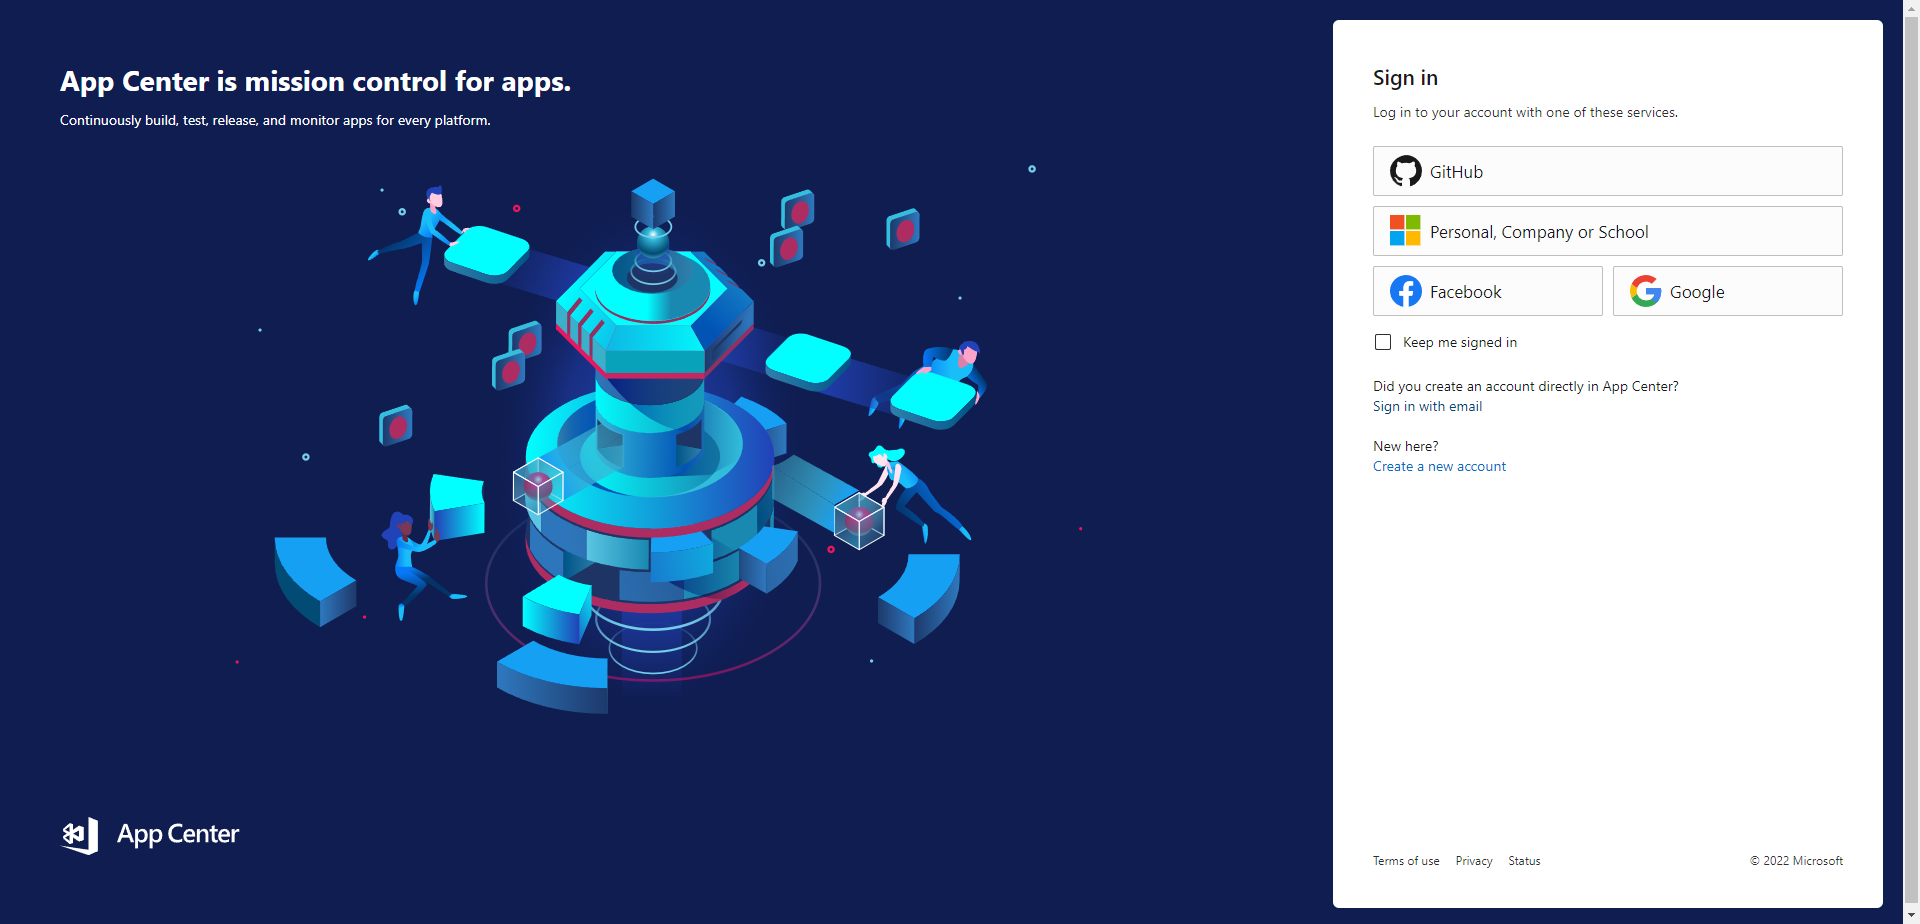 App Center is mission control for apps.
Continuously build, test, release, and monitor apps for every platform.
App Center
Sign in
Log in to your account with one of these services.
GitHub
Personal, Company or School
Facebook
Google
Keep me signed in
Did you create an account directly in App Center?
Sign in with email
New here?
Create a new account
Terms of use Privacy Status © 2022 Microsoft